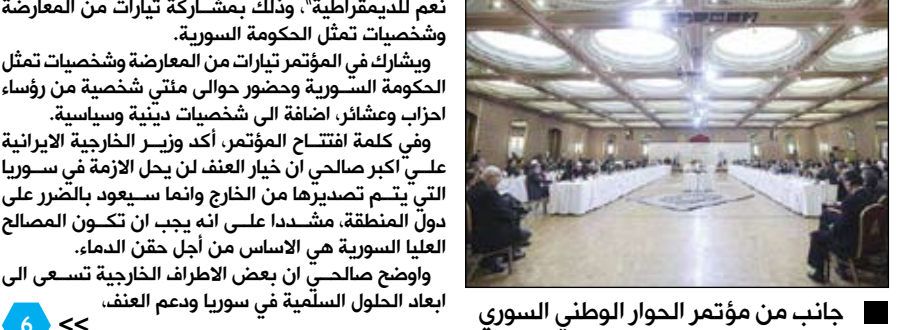 نعم للديمقراطية"، وذلك بمشاركة تيارات من المعارضة
وشخصيات تمثل الحكومة السورية.
ويشارك في المؤتمر تيارات من المعارضة وشخصيات تمثل
الحكومة السورية وحضور حوالى مئتي شخصية من رؤساء
احزاب وعشائر، اضافة الى شخصيات دينية وسياسية.
وفي كلمة افتتاح المؤتمر، أكد وزير الخارجية الايرانية
علي اكبر صالحي ان خيار العنف لن يحل الازمة في سوريا
التي يتم تصديرها من الخارج وانما سيعود بالضرر على
دول المنطقة، مشددا على انه يجب ان تكون المصالح
العليا السورية هي الاساس من أجل حقن الدماء.
واوضح صالحي ان بعض الاطراف الخارجية تسعى الى
ابعاد الحلول السلمية في سوريا ودعم العنف،
>> 6
جانب من مؤتمر الحوار الوطني السوري